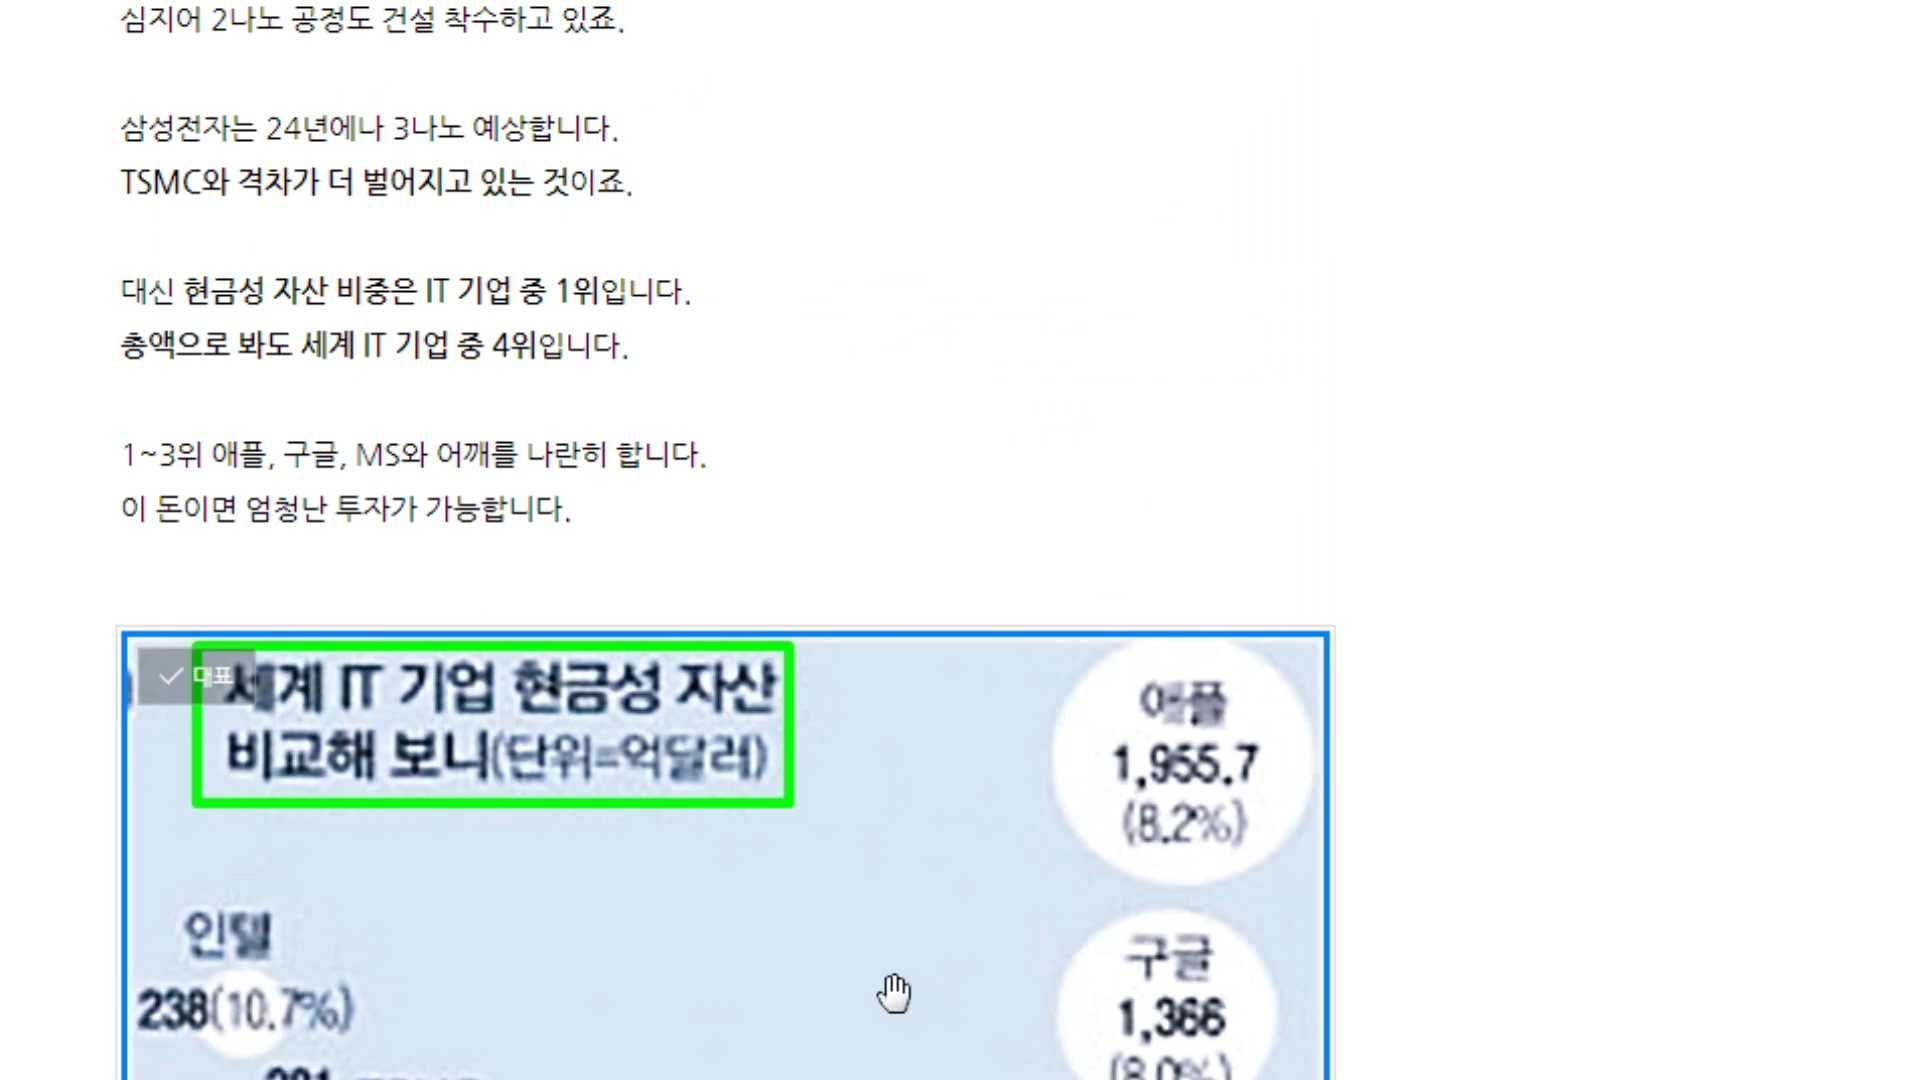 심지어 2나노 공정도 건설 착수하고 있죠.
삼성전자는 24년에나 3나노 예상합니다.
TSMC와 격차가 더 벌어지고 있는 것이죠.
대신 현금성 자산 비중은 IT 기업 중 1위입니다.
총액으로 봐도 세계 IT 기업 중 4위입니다.
1~3위 애플, 구글, MS와 어깨를 나란히 합니다.
이 돈이면 엄청난 투자가 가능합니다.
대표
세계 IT 기업 현금성 자산
비교해 보니(단위=억달러)
애플
1,955.7
(8.2%)
인텔
238(10.7%)
구글
1,366
(8.0%)